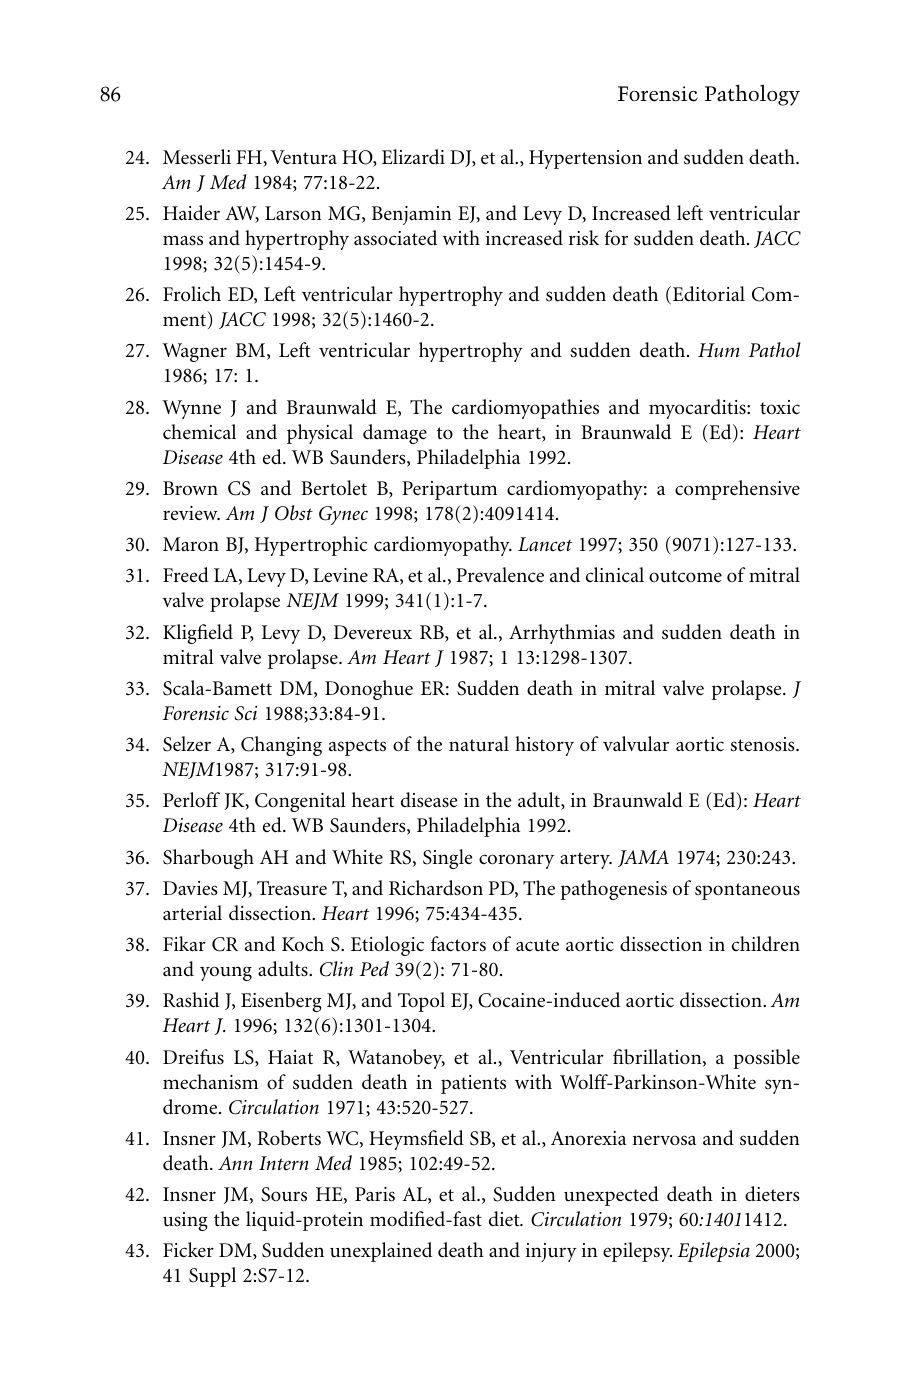 86 Forensic Pathology
24. Messerli FH, Ventura HO, Elizardi DJ, et al., Hypertension and sudden death.
Am J Med 1984; 77:18-22.
25. Haider AW, Larson MG, Benjamin EJ, and Levy D, Increased left ventricular
mass and hypertrophy associated with increased risk for sudden death. JACC
1998; 32(5):1454-9.
26. Frolich ED, Left ventricular hypertrophy and sudden death (Editorial Com-
ment) JACC 1998; 32(5):1460-2.
27. Wagner BM, Left ventricular hypertrophy and sudden death. Hum Pathol
1986; 17: 1.
28. Wynne J and Braunwald E, The cardiomyopathies and myocarditis: toxic
chemical and physical damage to the heart, in Braunwald E (Ed): Heart
Disease 4th ed. WB Saunders, Philadelphia 1992.
29. Brown CS and Bertolet B, Peripartum cardiomyopathy: a comprehensive
review. Am J Obst Gynec 1998; 178(2):4091414.
30. Maron BJ, Hypertrophic cardiomyopathy. Lancet 1997; 350 (9071):127-133.
31. Freed LA, Levy D, Levine RA, et al., Prevalence and clinical outcome of mitral
valve prolapse NEJM 1999; 341(1):1-7.
32. Kligfield P, Levy D, Devereux RB, et al., Arrhythmias and sudden death in
mitral valve prolapse. Am Heart J 1987; 1 13:1298-1307.
33. Scala-Bamett DM, Donoghue ER: Sudden death in mitral valve prolapse. J
Forensic Sci 1988;33:84-91.
34. Selzer A, Changing aspects of the natural history of valvular aortic stenosis.
NEJM1987; 317:91-98.
35. Perloff JK, Congenital heart disease in the adult, in Braunwald E (Ed): Heart
Disease 4th ed. WB Saunders, Philadelphia 1992.
36. Sharbough AH and White RS, Single coronary artery. JAMA 1974; 230:243.
37. Davies MJ, Treasure T, and Richardson PD, The pathogenesis of spontaneous
arterial dissection. Heart 1996; 75:434-435.
38. Fikar CR and Koch S. Etiologic factors of acute aortic dissection in children
and young adults. Clin Ped 39(2): 71-80.
39. Rashid J, Eisenberg MJ, and Topol EJ, Cocaine-induced aortic dissection. Am
Heart J. 1996; 132(6):1301-1304.
40. Dreifus LS, Haiat R, Watanobey, et al., Ventricular fibrillation, a possible
mechanism of sudden death in patients with Wolff-Parkinson-White syn-
drome. Circulation 1971; 43:520-527.
41. Insner JM, Roberts WC, Heymsfield SB, et al., Anorexia nervosa and sudden
death. Ann Intern Med 1985; 102:49-52.
42. Insner JM, Sours HE, Paris AL, et al., Sudden unexpected death in dieters
using the liquid-protein modified-fast diet. Circulation 1979; 60:14011412.
43. Ficker DM, Sudden unexplained death and injury in epilepsy. Epilepsia 2000;
41 Suppl 2:S7-12.